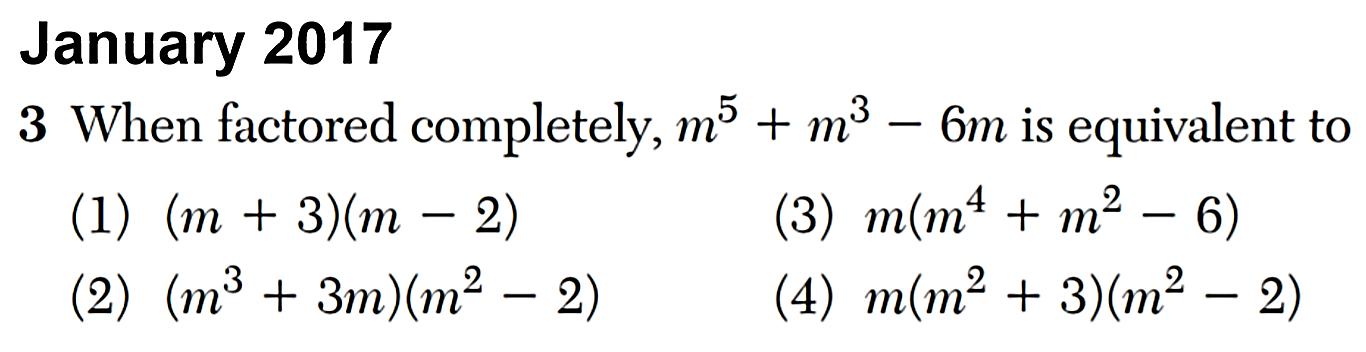 January 2017
3 When factored completely, m⁵ + m³ − 6m is equivalent to
(1) (m + 3)(m − 2) (3) m(m⁴ + m² − 6)
(2) (m³ + 3m)(m² − 2) (4) m(m² + 3)(m² − 2)